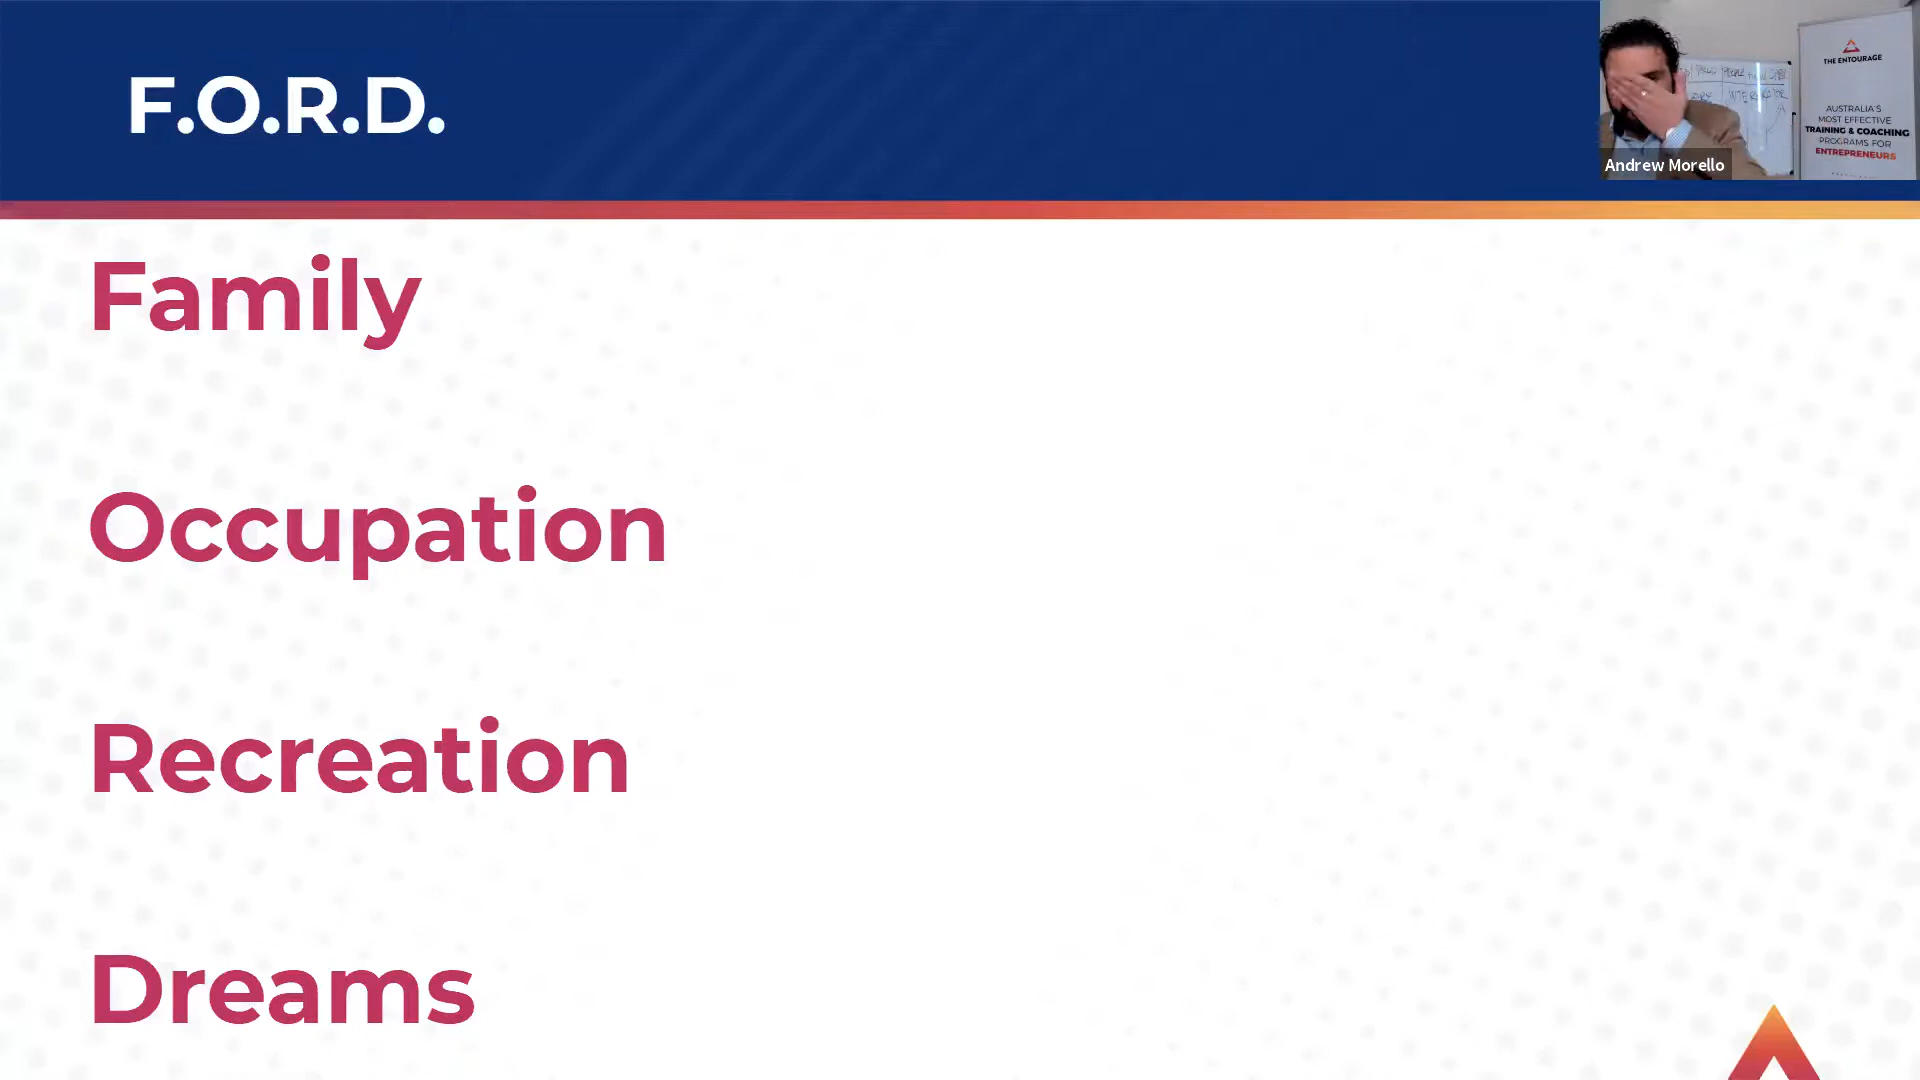 F.O.R.D.
THE ENTOURAGE
AUSTRALIA'S
MOST EFFECTIVE
TRAINING & COACHING
PROGRAMS FOR
ENTREPRENEURS
Andrew Morello
Family
Occupation
Recreation
Dreams